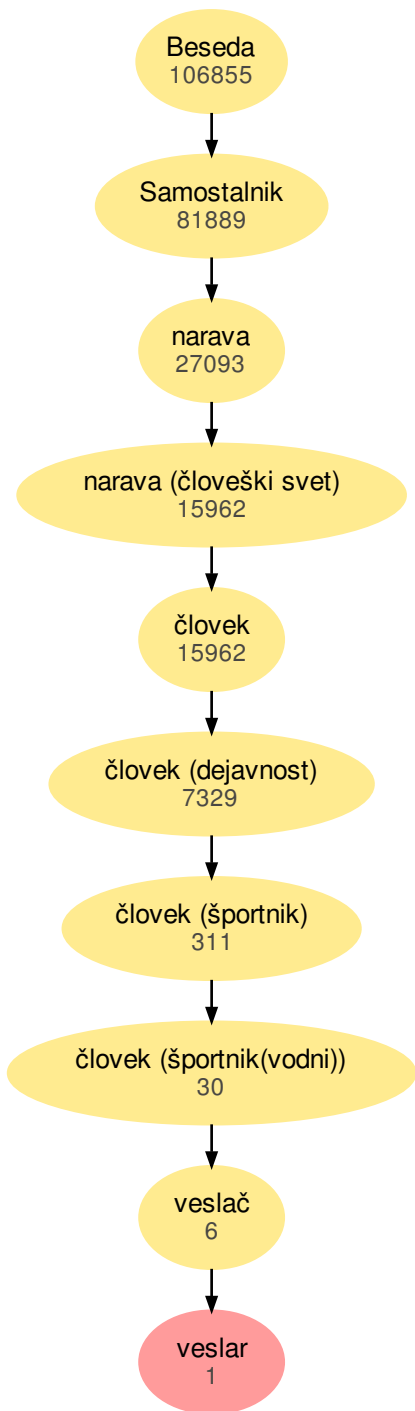 Beseda
106855
Samostalnik
81889
narava
27093
narava (človeški svet)
15962
človek
15962
človek (dejavnost)
7329
človek (športnik)
311
človek (športnik(vodni))
30
veslač
6
veslar
1